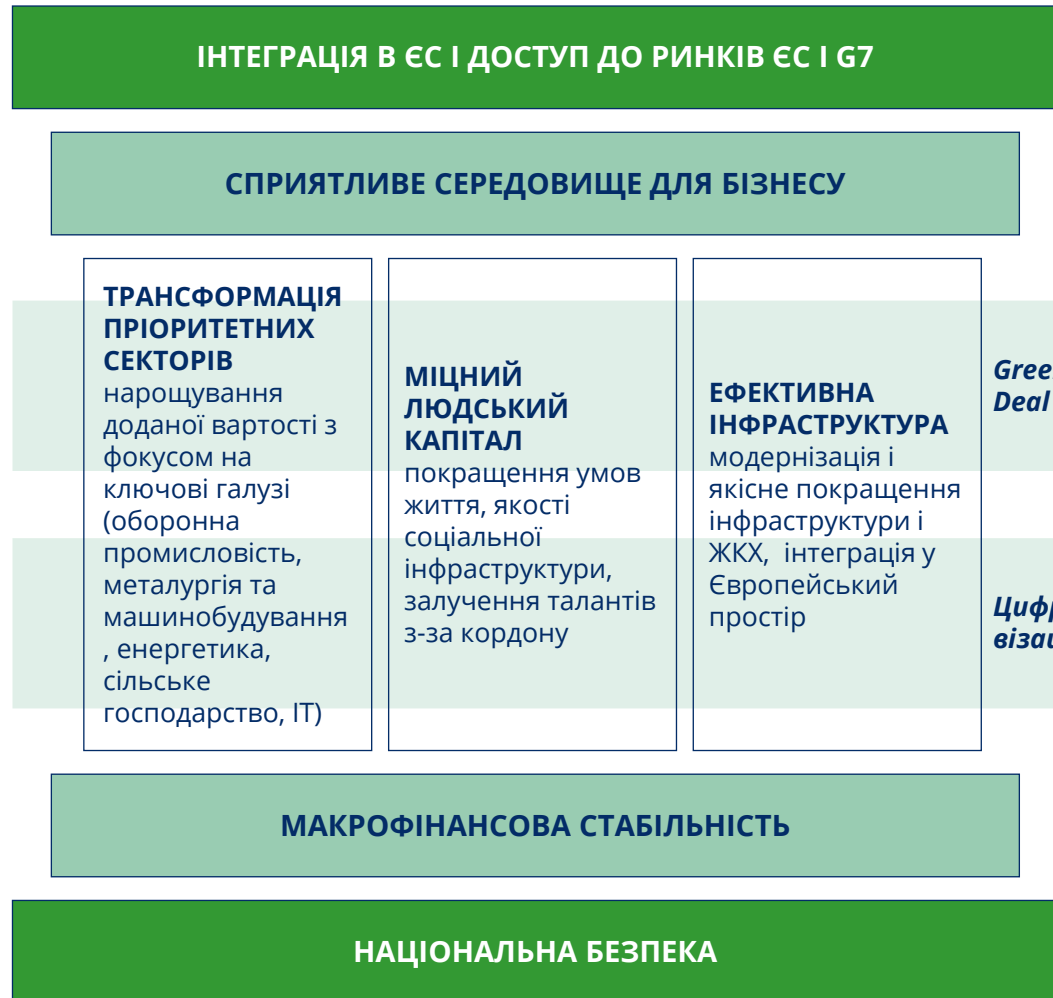 ІНТЕГРАЦІЯ В ЄС І ДОСТУП ДО РИНКІВ ЄС І G7
СПРИЯТЛИВЕ СЕРЕДОВИЩЕ ДЛЯ БІЗНЕСУ
ТРАНСФОРМАЦІЯ
ПРІОРИТЕТНИХ
СЕКТОРІВ
нарощування
доданої вартості з
фокусом на
ключові галузі
(оборонна
промисловість,
металургія та
машинобудування
, енергетика,
сільське
господарство, ІТ)
МІЦНИЙ
ЛЮДСЬКИЙ
КАПІТАЛ
покращення умов
життя, якості
соціальної
інфраструктури,
залучення талантів
з-за кордону
ЕФЕКТИВНА
ІНФРАСТРУКТУРА
модернізація і
якісне покращення
інфраструктури і
ЖКХ,  інтеграція у
Європейський
простір
Deal
МАКРОФІНАНСОВА СТАБІЛЬНІСТЬ
НАЦІОНАЛЬНА БЕЗПЕКА